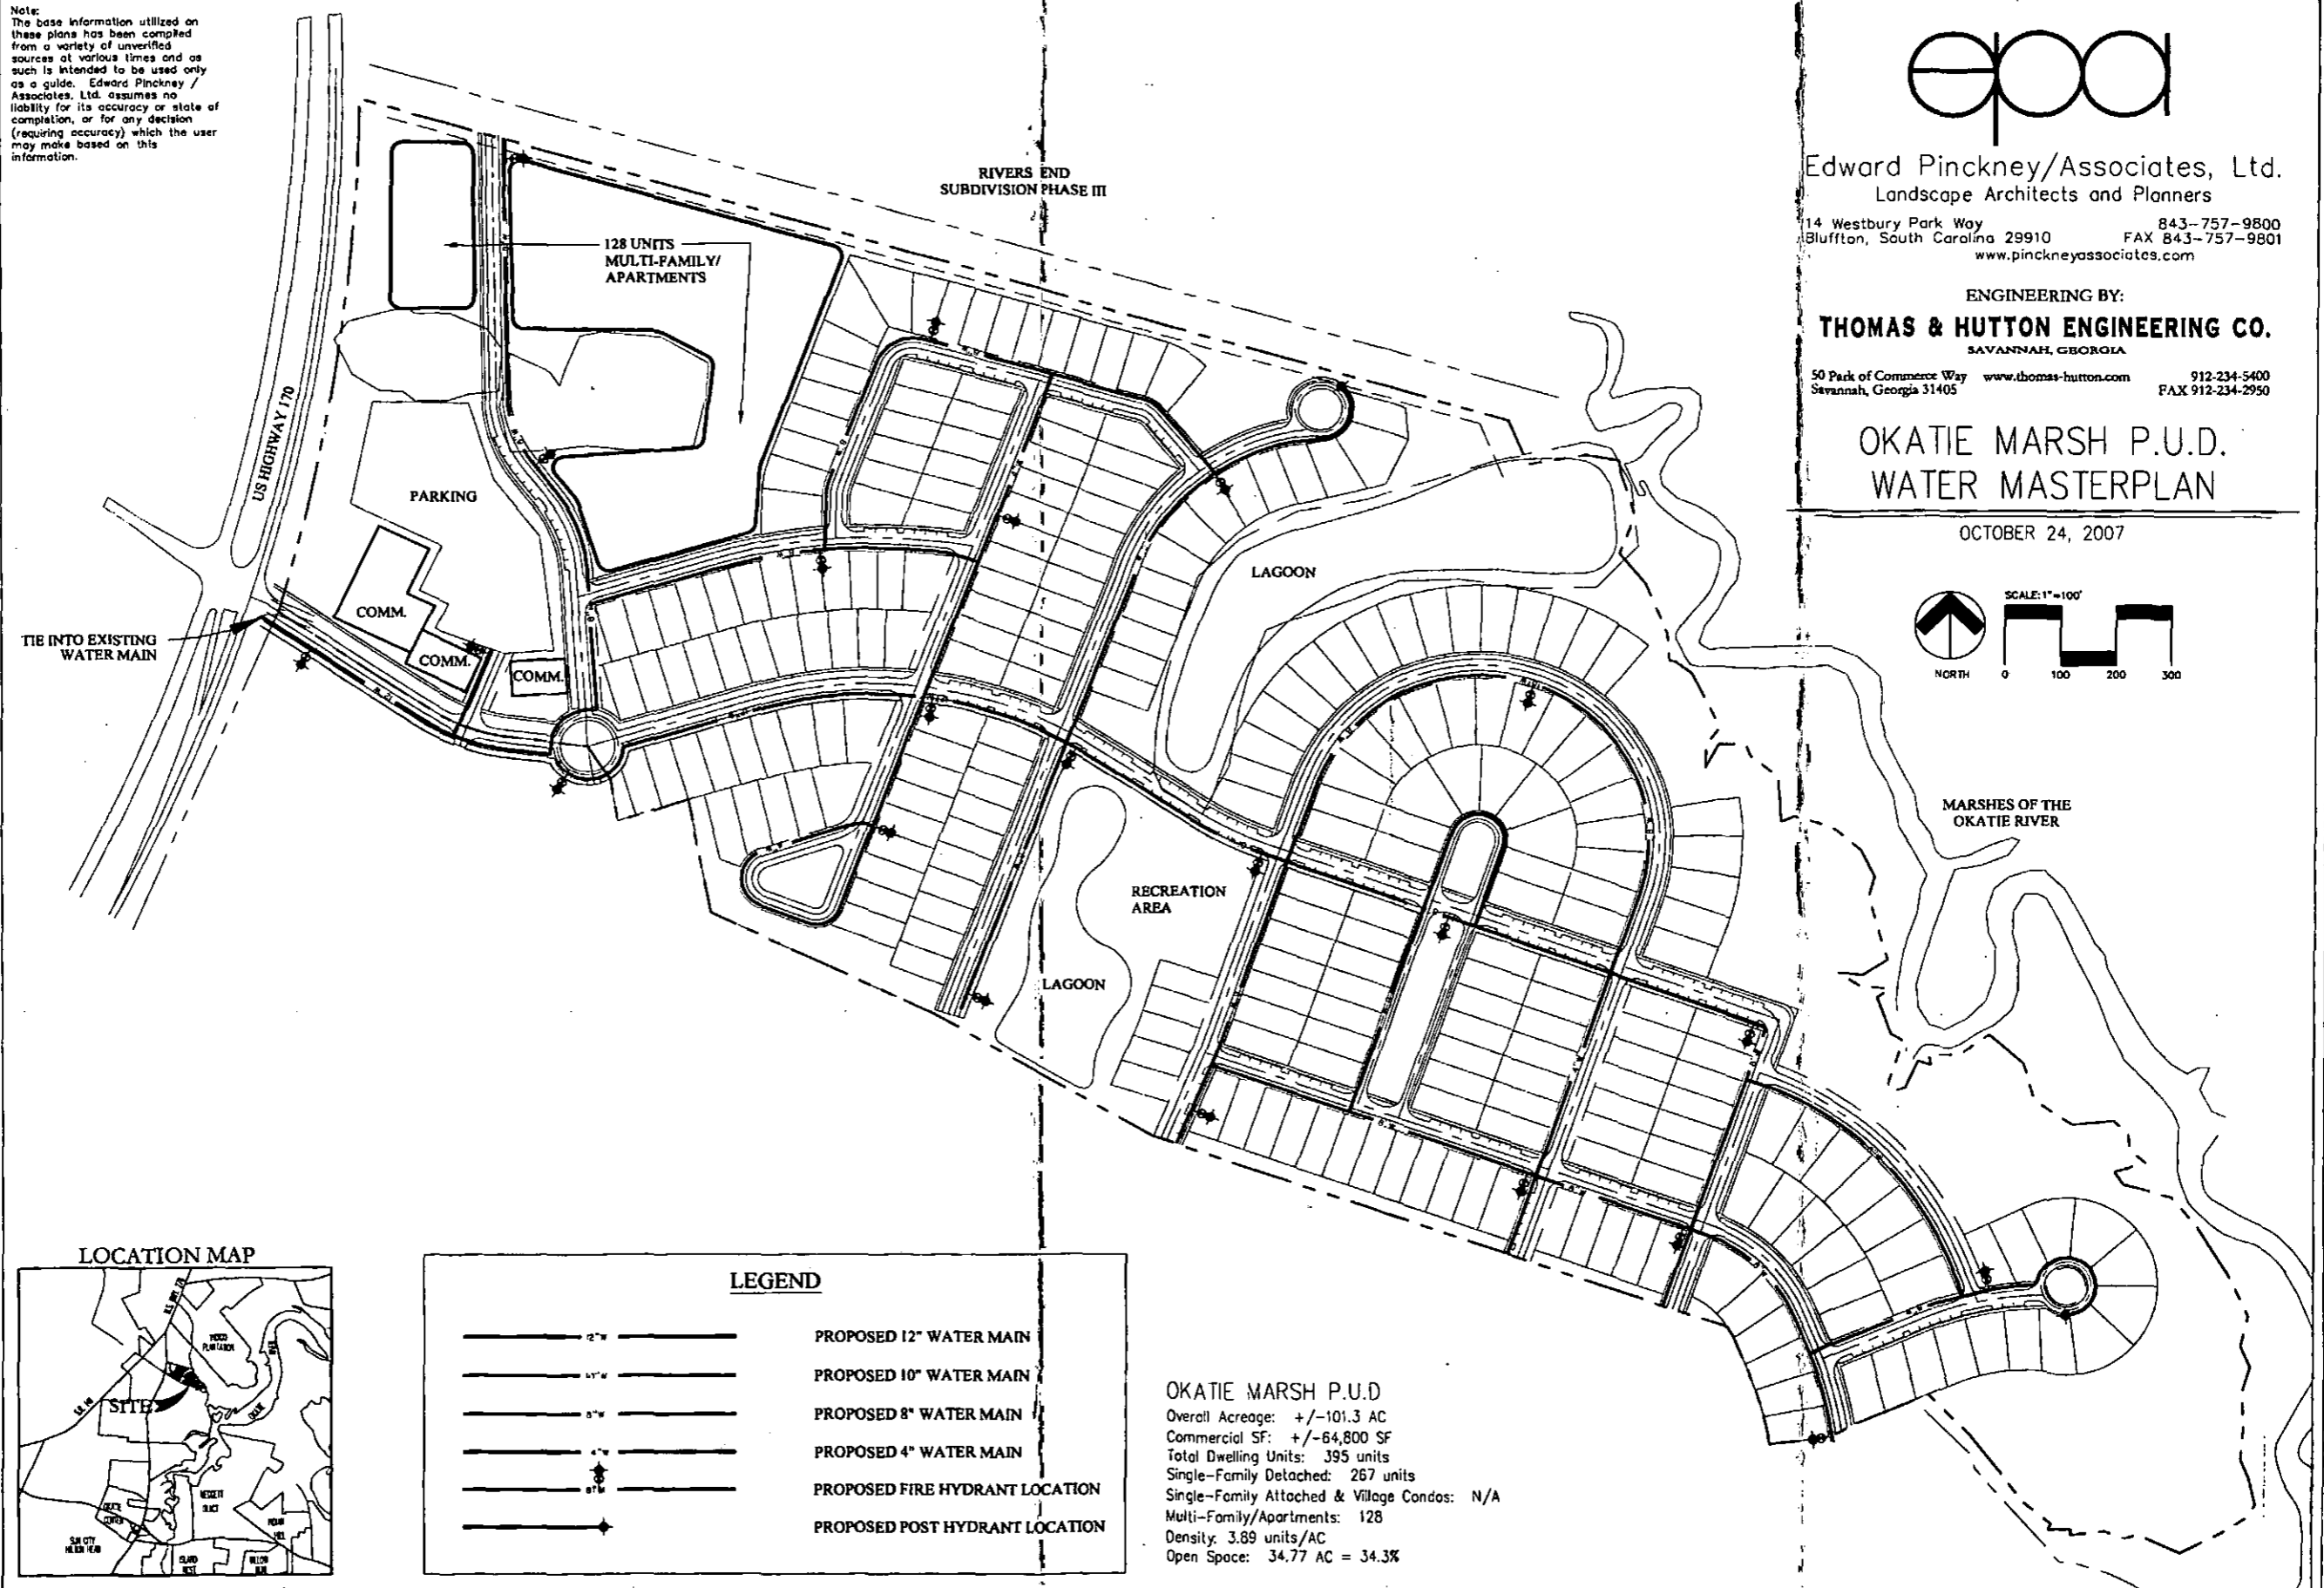 Note:
The base information utilized on
these plans has been compiled
from a variety of unverified
sources at various times and as
such is intended to be used only
as a guide. Edward Pinckney /
Associates, Ltd. assumes no
liability for its accuracy or state of
completion, or for any decision
(requiring accuracy) which the user
may make based on this
information.
epa
Edward Pinckney/Associates, Ltd.
Landscape Architects and Planners
14 Westbury Park Way 843-757-9800
Bluffton, South Carolina 29910 FAX 843-757-9801
www.pinckneyassociates.com
ENGINEERING BY:
THOMAS & HUTTON ENGINEERING CO.
SAVANNAH, GEORGIA
50 Park of Commerce Way www.thomas-hutton.com 912-234-5400
Savannah, Georgia 31405 FAX 912-234-2950
OKATIE MARSH P.U.D.
WATER MASTERPLAN
OCTOBER 24, 2007
SCALE: 1"=100'
NORTH 0 100 200 300
RIVERS END
SUBDIVISION PHASE III
128 UNITS
MULTI-FAMILY/
APARTMENTS
US HIGHWAY 170
PARKING
COMM.
COMM.
COMM.
TIE INTO EXISTING
WATER MAIN
LAGOON
MARSHES OF THE
OKATIE RIVER
RECREATION
AREA
LAGOON
LOCATION MAP
SITE
SUN CITY
HILTON HEAD
LEGEND
12"W PROPOSED 12" WATER MAIN
PROPOSED 10" WATER MAIN
8"W PROPOSED 8" WATER MAIN
4"W PROPOSED 4" WATER MAIN
PROPOSED FIRE HYDRANT LOCATION
PROPOSED POST HYDRANT LOCATION
OKATIE MARSH P.U.D
Overall Acreage: +/-101.3 AC
Commercial SF: +/-64,800 SF
Total Dwelling Units: 395 units
Single-Family Detached: 267 units
Single-Family Attached & Village Condos: N/A
Multi-Family/Apartments: 128
Density: 3.89 units/AC
Open Space: 34.77 AC = 34.3%